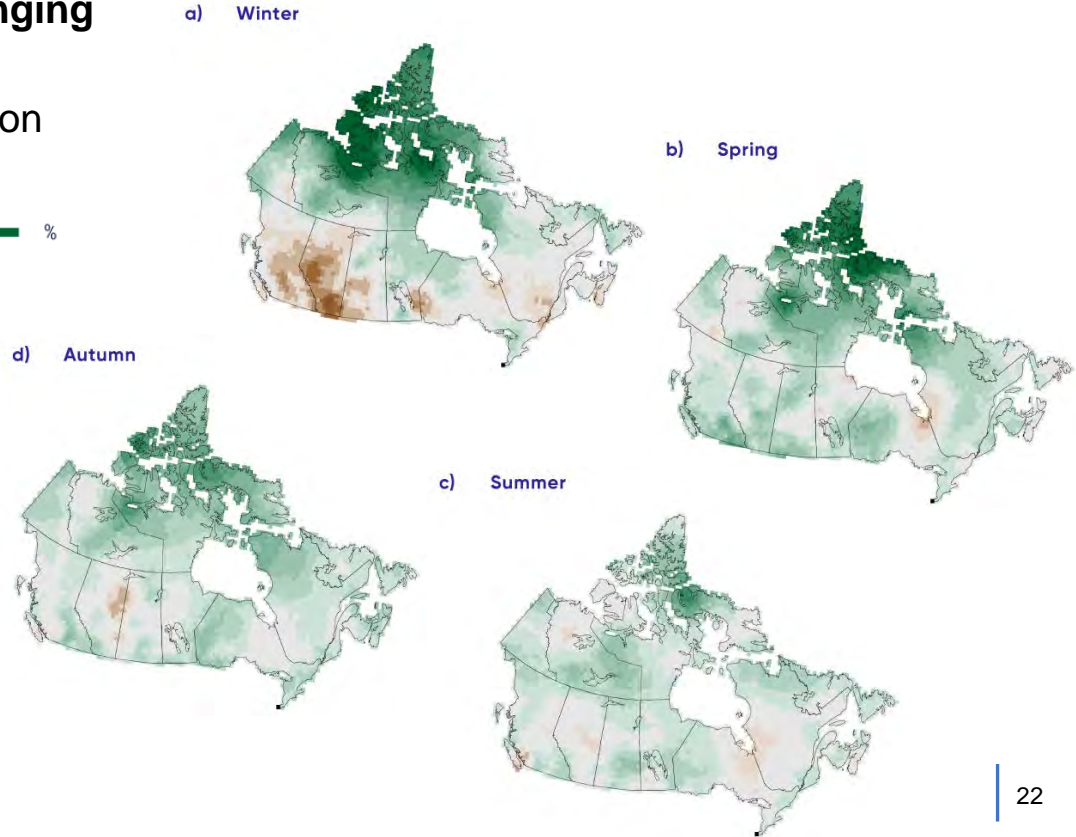 nging
on
%
a) Winter
b) Spring
d) Autumn
c) Summer
22